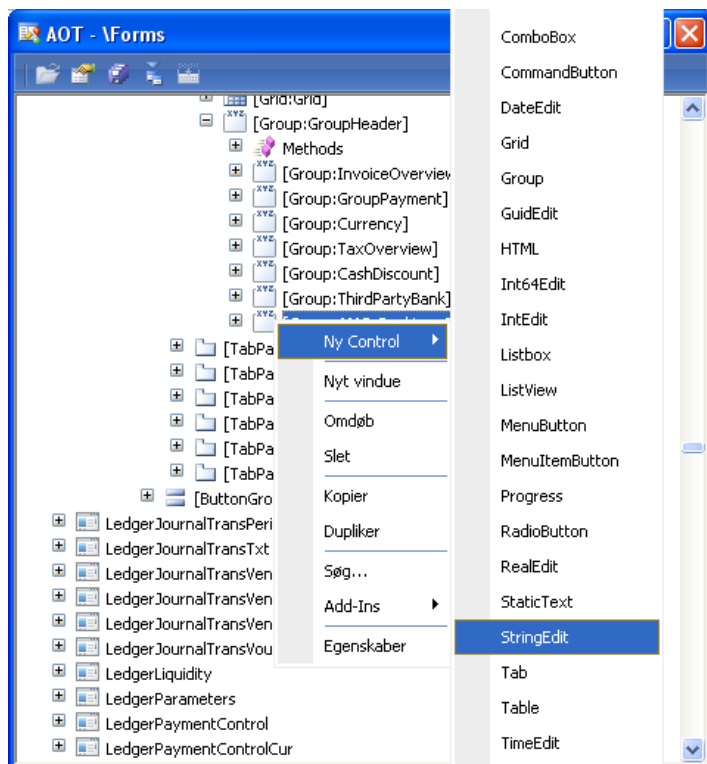 AOT - \Forms
[Grid:Grid]
[Group:GroupHeader]
Methods
[Group:InvoiceOverview
[Group:GroupPayment]
[Group:Currency]
[Group:TaxOverview]
[Group:CashDiscount]
[Group:ThirdPartyBank]
[TabPa
[TabPa
[TabPa
[TabPa
[TabPa
[TabPa
[ButtonGro
LedgerJournalTransPeri
LedgerJournalTransTxt
LedgerJournalTransVen
LedgerJournalTransVen
LedgerJournalTransVen
LedgerJournalTransVou
LedgerLiquidity
LedgerParameters
LedgerPaymentControl
LedgerPaymentControlCur
Ny Control
Nyt vindue
Omdøb
Slet
Kopier
Dupliker
Søg...
Add-Ins
Egenskaber
ComboBox
CommandButton
DateEdit
Grid
Group
GuidEdit
HTML
Int64Edit
IntEdit
Listbox
ListView
MenuButton
MenuItemButton
Progress
RadioButton
RealEdit
StaticText
StringEdit
Tab
Table
TimeEdit